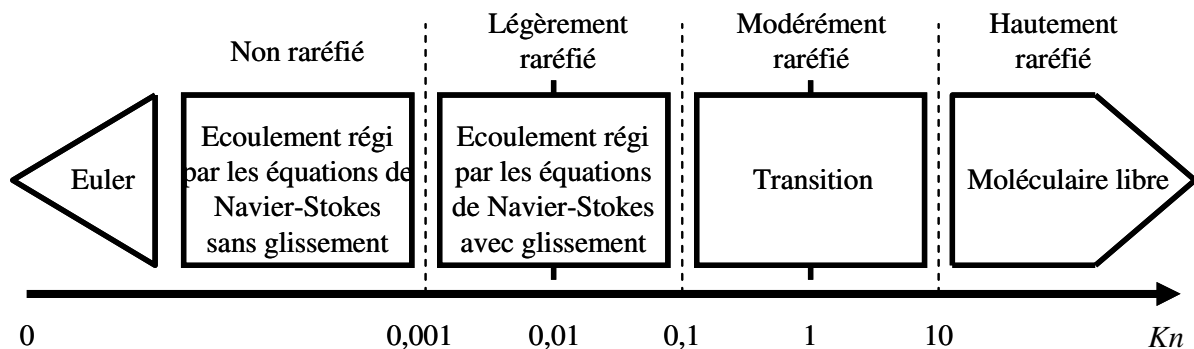 Non raréfié
Légèrement
raréfié
Modérément
raréfié
Hautement
raréfié
Euler
Ecoulement régi
par les équations de
Navier-Stokes
sans glissement
Ecoulement régi
par les équations
de Navier-Stokes
avec glissement
Transition
Moléculaire libre
0
0,001
0,01
0,1
1
10
Kn